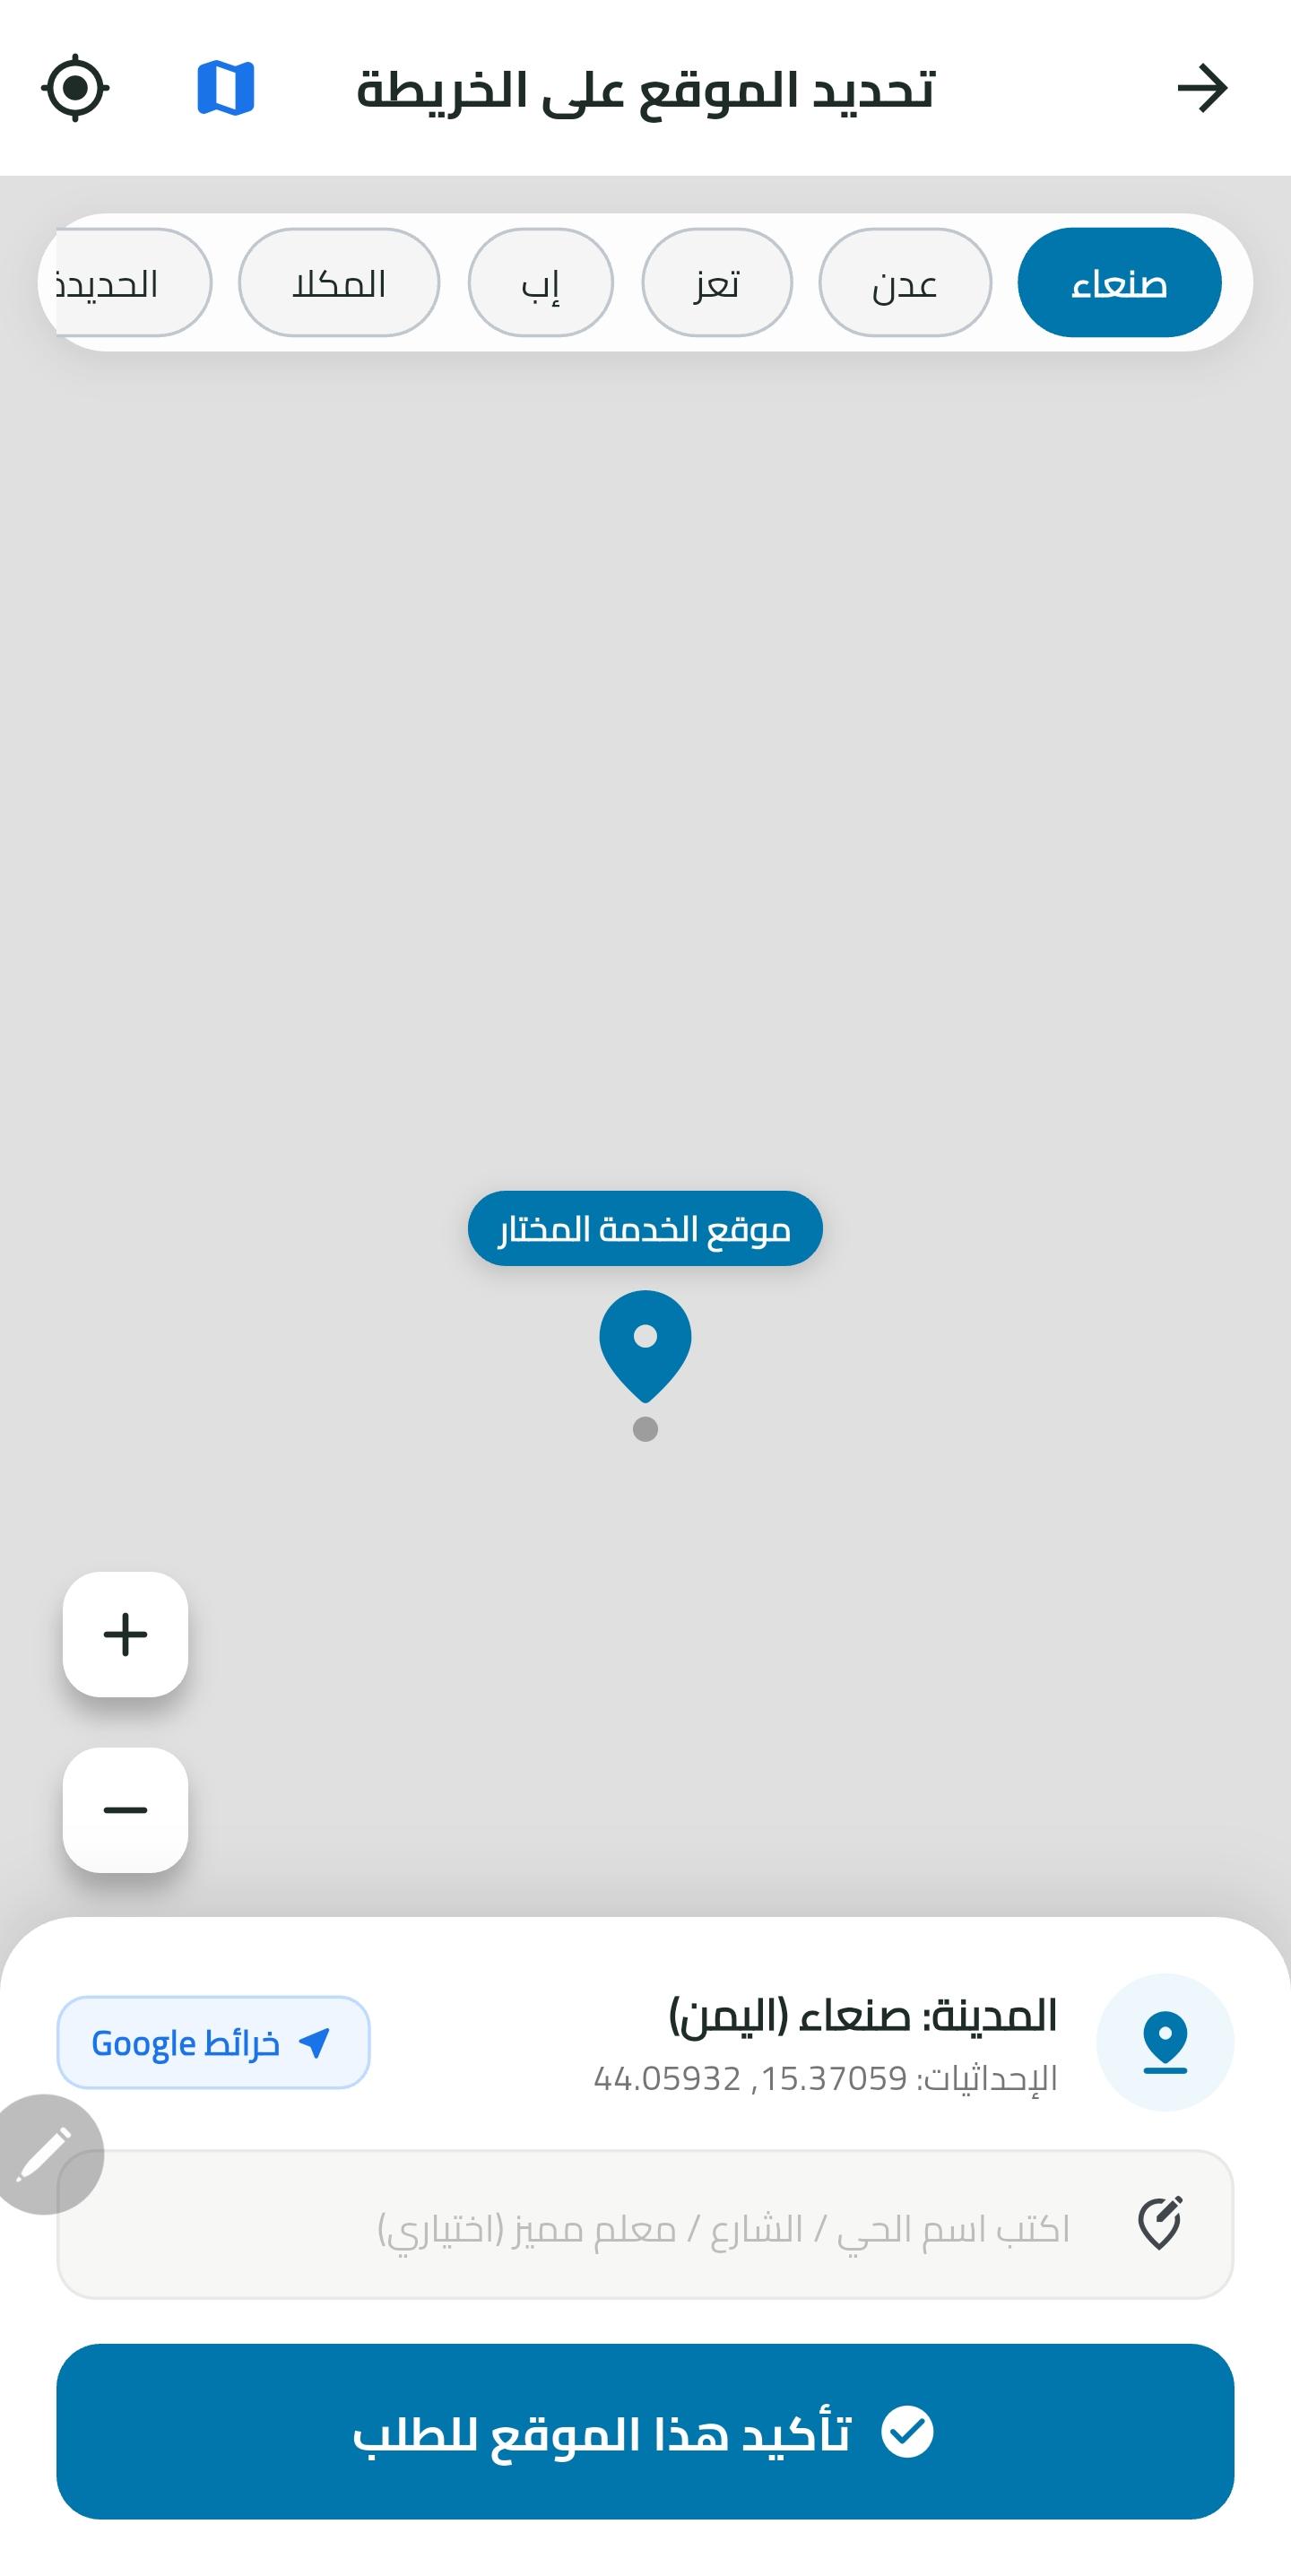 تحديد الموقع على الخريطة
صنعاء
عدن
تعز
إب
المكلا
الحديدة
موقع الخدمة المختار
المدينة: صنعاء (اليمن)
الإحداثيات: 15.37059, 44.05932
خرائط Google
اكتب اسم الحي / الشارع / معلم مميز (اختياري)
تأكيد هذا الموقع للطلب